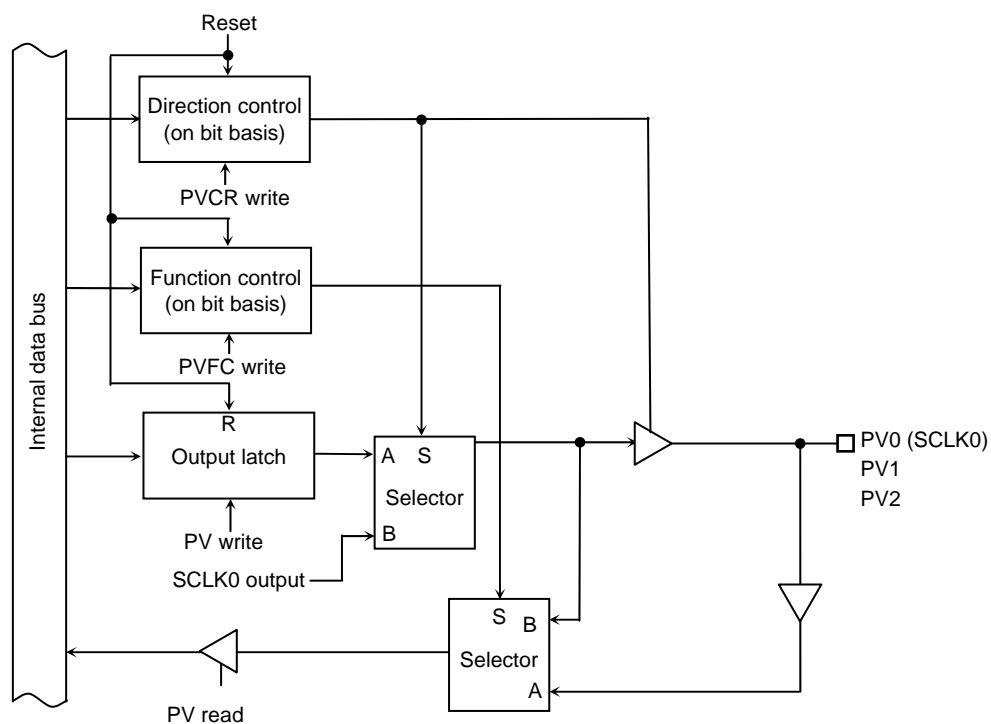 Reset
Direction control
(on bit basis)
PVCR write
Function control
(on bit basis)
PVFC write
Internal data bus
R
Output latch
PV write
SCLK0 output
A S
Selector
B
PV0 (SCLK0)
PV1
PV2
S B
Selector
A
PV read